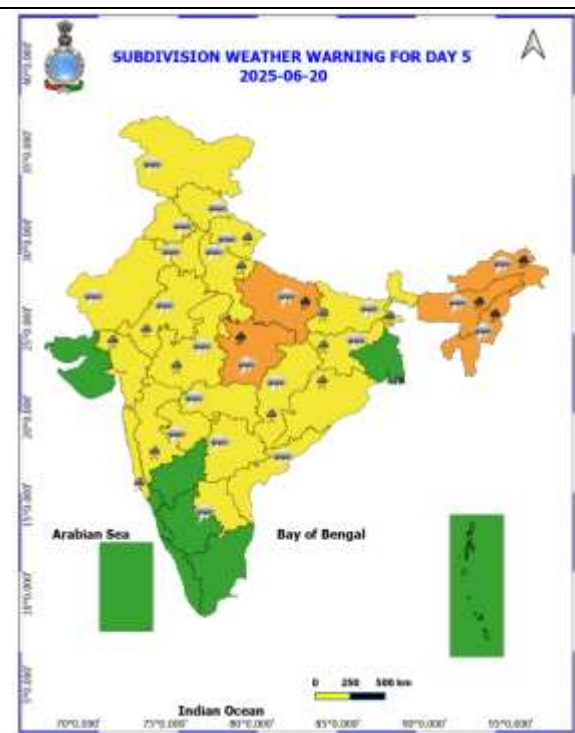 SUBDIVISION WEATHER WARNING FOR DAY 5
2025-06-20
Arabian Sea
Bay of Bengal
0 250 500 km
Indian Ocean
70°0.000' 75°0.000' 80°0.000' 85°0.000' 90°0.000' 95°0.000'